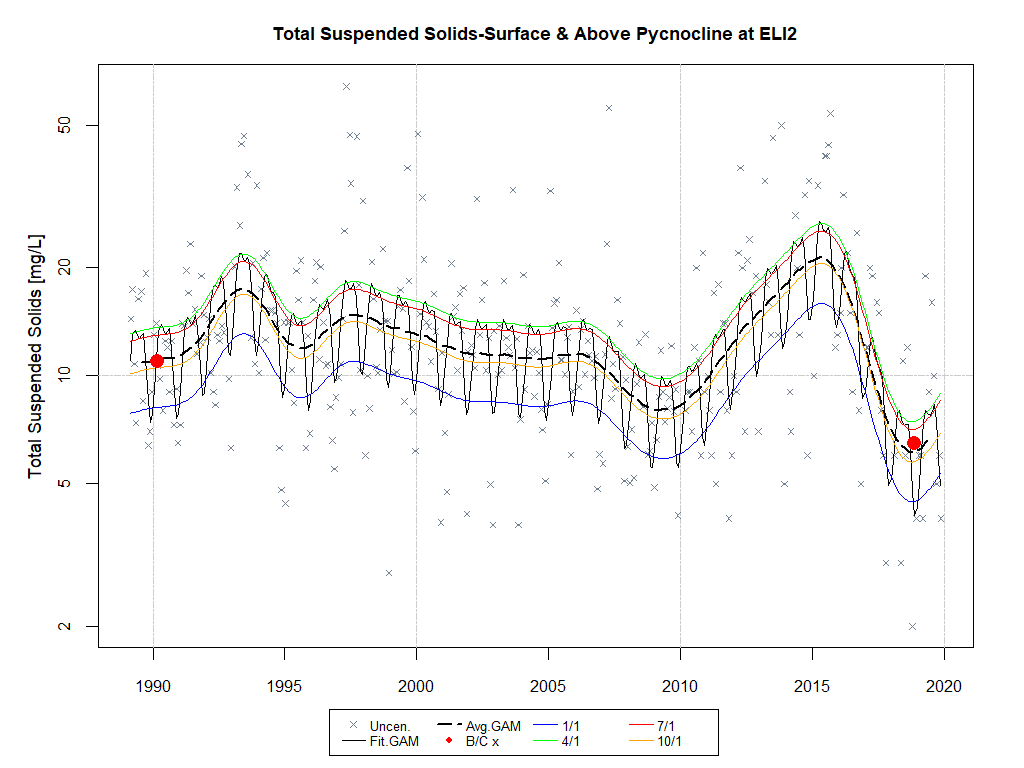 Total Suspended Solids-Surface & Above Pycnocline at ELI2
Total Suspended Solids [mg/L]
50
20
10
5
2
1990 1995 2000 2005 2010 2015 2020
Uncen. Avg.GAM 1/1 7/1
Fit.GAM B/C x 4/1 10/1